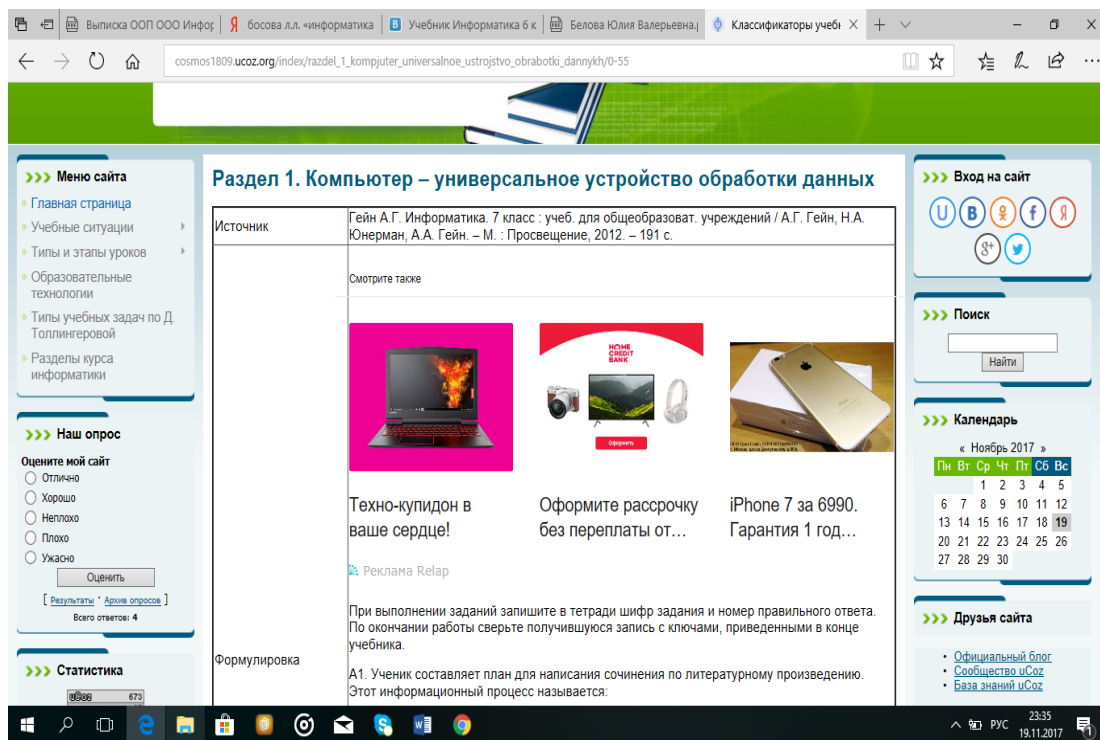 Выписка ООП ООО Инфор
босова л.л. «информатика
Учебник Информатика 6 к
Белова Юлия Валерьевна.
Классификаторы учебн
cosmos1809.ucoz.org/index/razdel_1_kompjuter_universalnoe_ustrojstvo_obrabotki_dannykh/0-55
Меню сайта
Главная страница
Учебные ситуации
Типы и этапы уроков
Образовательные
технологии
Типы учебных задач по Д.
Толлингеровой
Разделы курса
информатики
Наш опрос
Оцените мой сайт
Отлично
Хорошо
Неплохо
Плохо
Ужасно
Оценить
[ Результаты · Архив опросов ]
Всего ответов: 4
Статистика
uCoz 673
Раздел 1. Компьютер – универсальное устройство обработки данных
Источник
Гейн А.Г. Информатика. 7 класс : учеб. для общеобразоват. учреждений / А.Г. Гейн, Н.А.
Юнерман, А.А. Гейн. – М. : Просвещение, 2012. – 191 с.
Смотрите также
HOME
CREDIT
BANK
Оформить
Техно-купидон в
ваше сердце!
Оформите рассрочку
без переплаты от…
iPhone 7 за 6990.
Гарантия 1 год…
Реклама Relap
Формулировка
При выполнении заданий запишите в тетради шифр задания и номер правильного ответа.
По окончании работы сверьте получившуюся запись с ключами, приведенными в конце
учебника.
А1. Ученик составляет план для написания сочинения по литературному произведению.
Этот информационный процесс называется:
Вход на сайт
Поиск
Найти
Календарь
« Ноябрь 2017 »
Пн Вт Ср Чт Пт Сб Вс
1 2 3 4 5
6 7 8 9 10 11 12
13 14 15 16 17 18 19
20 21 22 23 24 25 26
27 28 29 30
Друзья сайта
Официальный блог
Сообщество uCoz
База знаний uCoz
РУС
23:35
19.11.2017